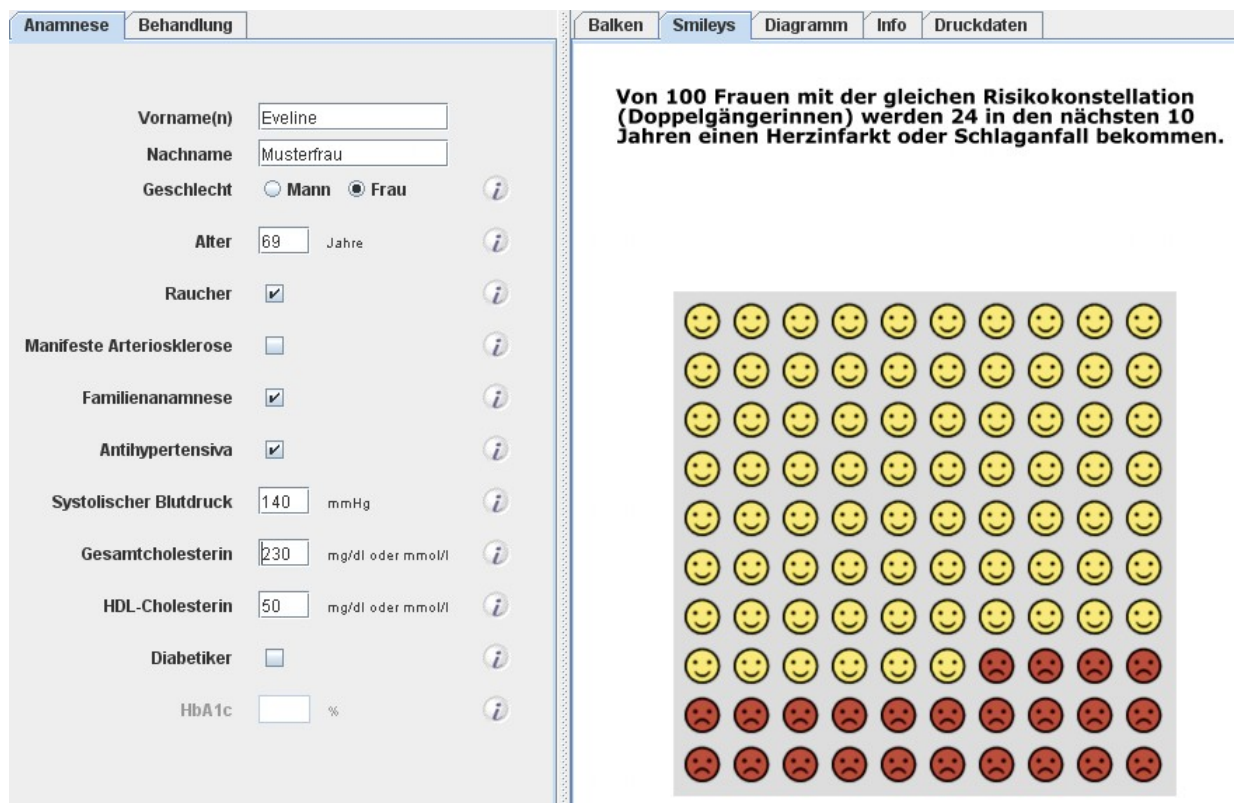 Anamnese Behandlung
Vorname(n) Eveline
Nachname Musterfrau
Geschlecht Mann Frau
Alter 69 Jahre
Raucher
Manifeste Arteriosklerose
Familienanamnese
Antihypertensiva
Systolischer Blutdruck 140 mmHg
Gesamtcholesterin 230 mg/dl oder mmol/l
HDL-Cholesterin 50 mg/dl oder mmol/l
Diabetiker
HbA1c %
Balken Smileys Diagramm Info Druckdaten
Von 100 Frauen mit der gleichen Risikokonstellation
(Doppelgängerinnen) werden 24 in den nächsten 10
Jahren einen Herzinfarkt oder Schlaganfall bekommen.